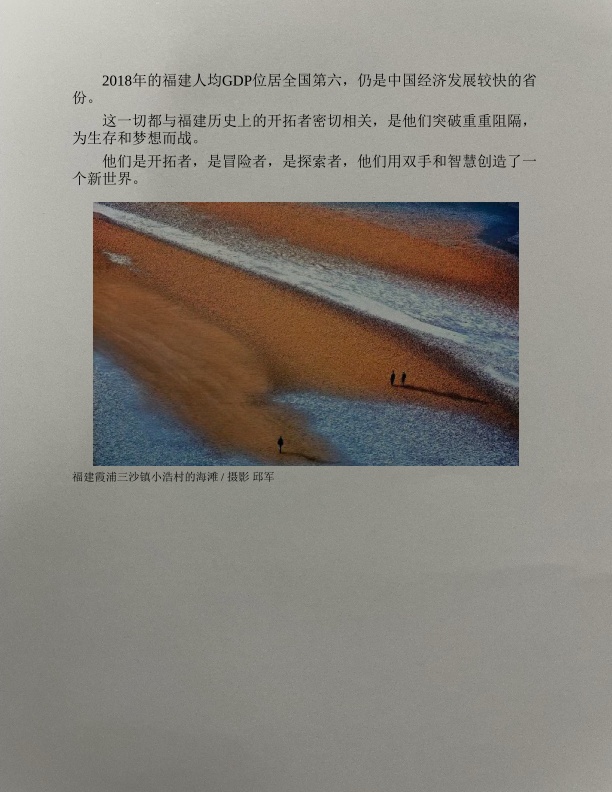 2018年的福建人均GDP位居全国第六，仍是中国经济发展较快的省
份。
这一切都与福建历史上的开拓者密切相关，是他们突破重重阻隔，
为生存和梦想而战。
他们是开拓者，是冒险者，是探索者，他们用双手和智慧创造了一
个新世界。
福建霞浦三沙镇小浩村的海滩 / 摄影 邱军